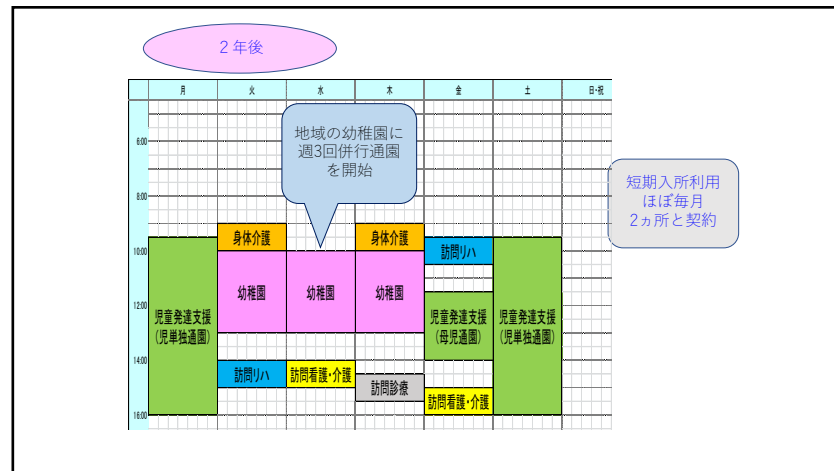 ２年後
月 火 水 木 金 土 日・祝
地域の幼稚園に
週3回併行通園
を開始
6:00
短期入所利用
ほぼ毎月
2ヵ所と契約
8:00
身体介護 身体介護
10:00
訪問リハ
幼稚園 幼稚園 幼稚園
12:00
児童発達支援
(児単独通園)
児童発達支援
(母児通園)
児童発達支援
(児単独通園)
14:00
訪問リハ 訪問看護・介護
訪問診療
訪問看護・介護
16:00